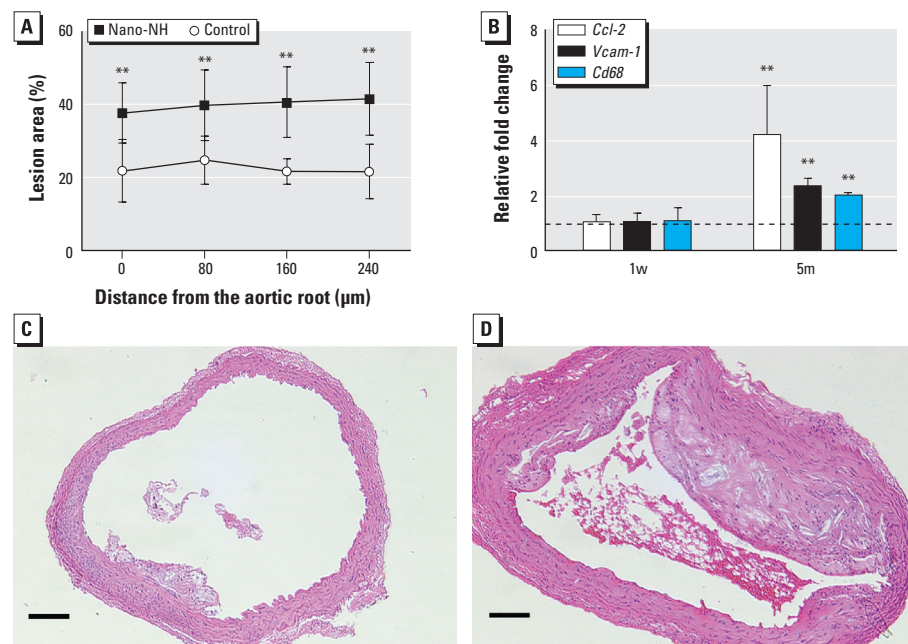 A
Nano-NH Control
Lesion area (%)
60
40
20
0
** ** ** **
0 80 160 240
Distance from the aortic root (µm)
B
Ccl-2
Vcam-1
Cd68
Relative fold change
8
6
4
2
0
** ** **
1w 5m
C
D